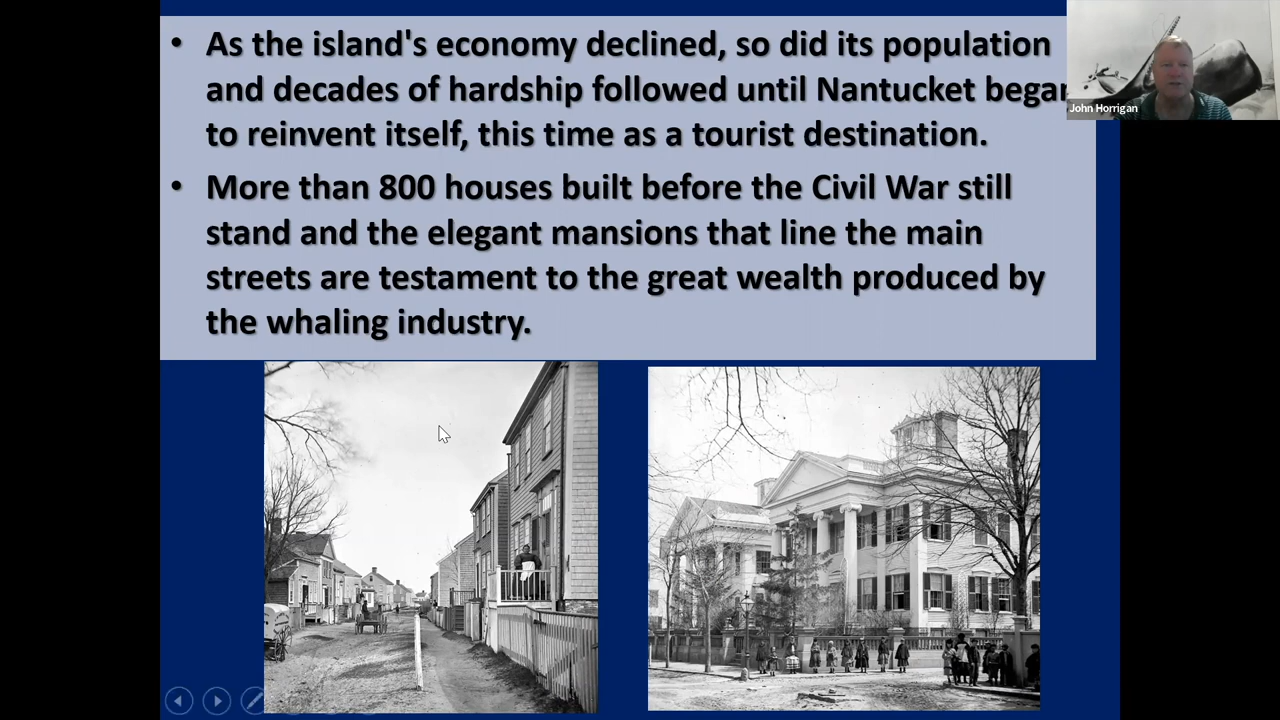 • As the island's economy declined, so did its population
and decades of hardship followed until Nantucket began
to reinvent itself, this time as a tourist destination.
• More than 800 houses built before the Civil War still
stand and the elegant mansions that line the main
streets are testament to the great wealth produced by
the whaling industry.
John Horrigan